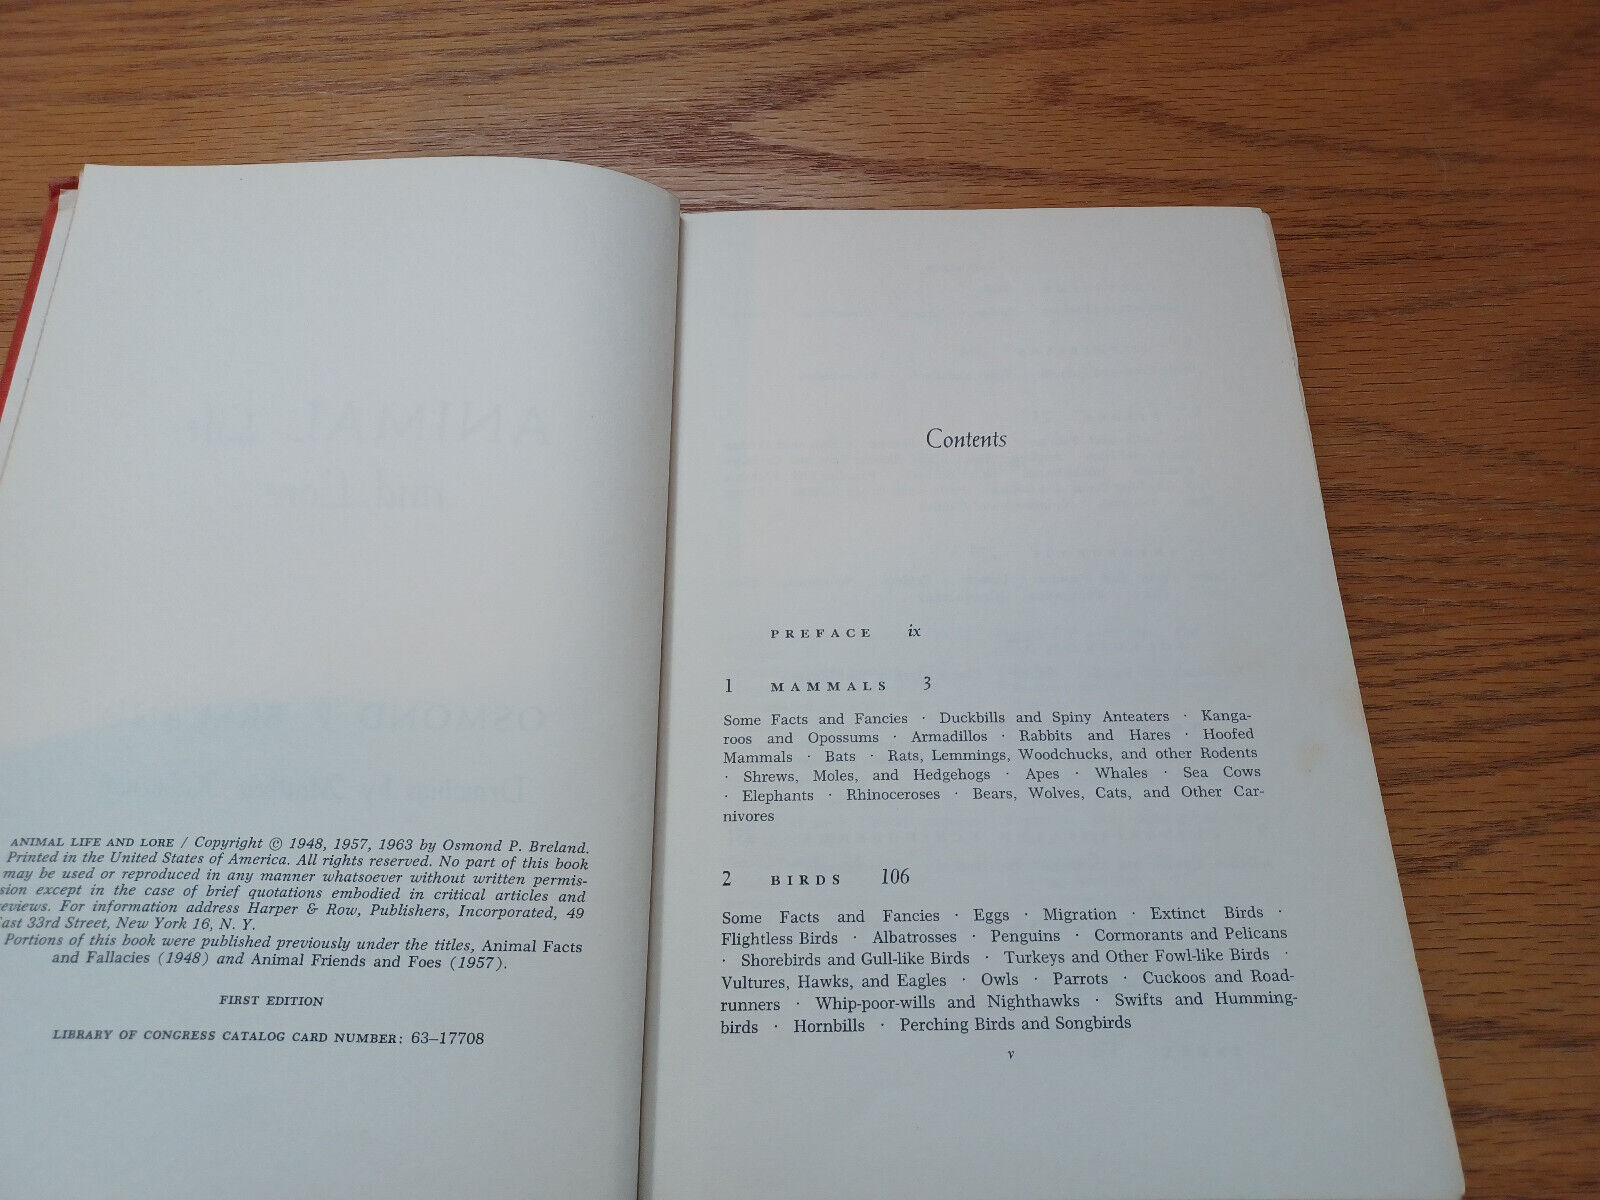 ANIMAL LIFE AND LORE / Copyright © 1948, 1957, 1963 by Osmond P. Breland.
Printed in the United States of America. All rights reserved. No part of this book
may be used or reproduced in any manner whatsoever without written permis-
sion except in the case of brief quotations embodied in critical articles and
reviews. For information address Harper & Row, Publishers, Incorporated, 49
East 33rd Street, New York 16, N. Y.
Portions of this book were published previously under the titles, Animal Facts
and Fallacies (1948) and Animal Friends and Foes (1957).
FIRST EDITION
LIBRARY OF CONGRESS CATALOG CARD NUMBER: 63–17708
Contents
PREFACE ix
1 MAMMALS 3
Some Facts and Fancies · Duckbills and Spiny Anteaters · Kanga-
roos and Opossums · Armadillos · Rabbits and Hares · Hoofed
Mammals · Bats · Rats, Lemmings, Woodchucks, and other Rodents
· Shrews, Moles, and Hedgehogs · Apes · Whales · Sea Cows
· Elephants · Rhinoceroses · Bears, Wolves, Cats, and Other Car-
nivores
2 BIRDS 106
Some Facts and Fancies · Eggs · Migration · Extinct Birds ·
Flightless Birds · Albatrosses · Penguins · Cormorants and Pelicans
· Shorebirds and Gull-like Birds · Turkeys and Other Fowl-like Birds ·
Vultures, Hawks, and Eagles · Owls · Parrots · Cuckoos and Road-
runners · Whip-poor-wills and Nighthawks · Swifts and Humming-
birds · Hornbills · Perching Birds and Songbirds
v